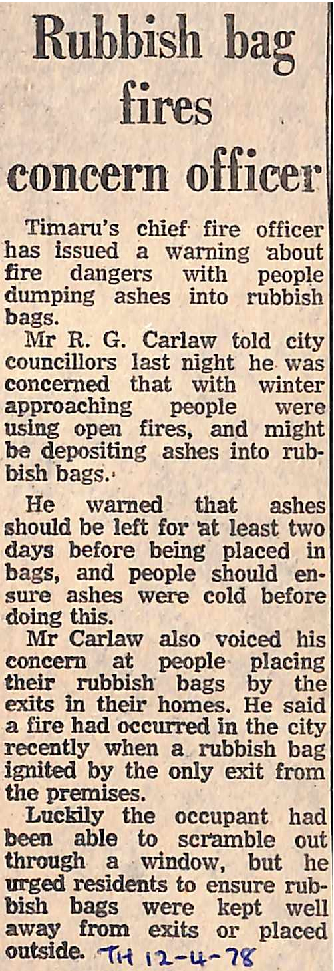 Rubbish bag
fires
concern officer
Timaru's chief fire officer
has issued a warning about
fire dangers with people
dumping ashes into rubbish
bags.
Mr R. G. Carlaw told city
councillors last night he was
concerned that with winter
approaching people were
using open fires, and might
be depositing ashes into rub-
bish bags.
He warned that ashes
should be left for at least two
days before being placed in
bags, and people should en-
sure ashes were cold before
doing this.
Mr Carlaw also voiced his
concern at people placing
their rubbish bags by the
exits in their homes. He said
a fire had occurred in the city
recently when a rubbish bag
ignited by the only exit from
the premises.
Luckily the occupant had
been able to scramble out
through a window, but he
urged residents to ensure rub-
bish bags were kept well
away from exits or placed
outside. TH 12-4-78